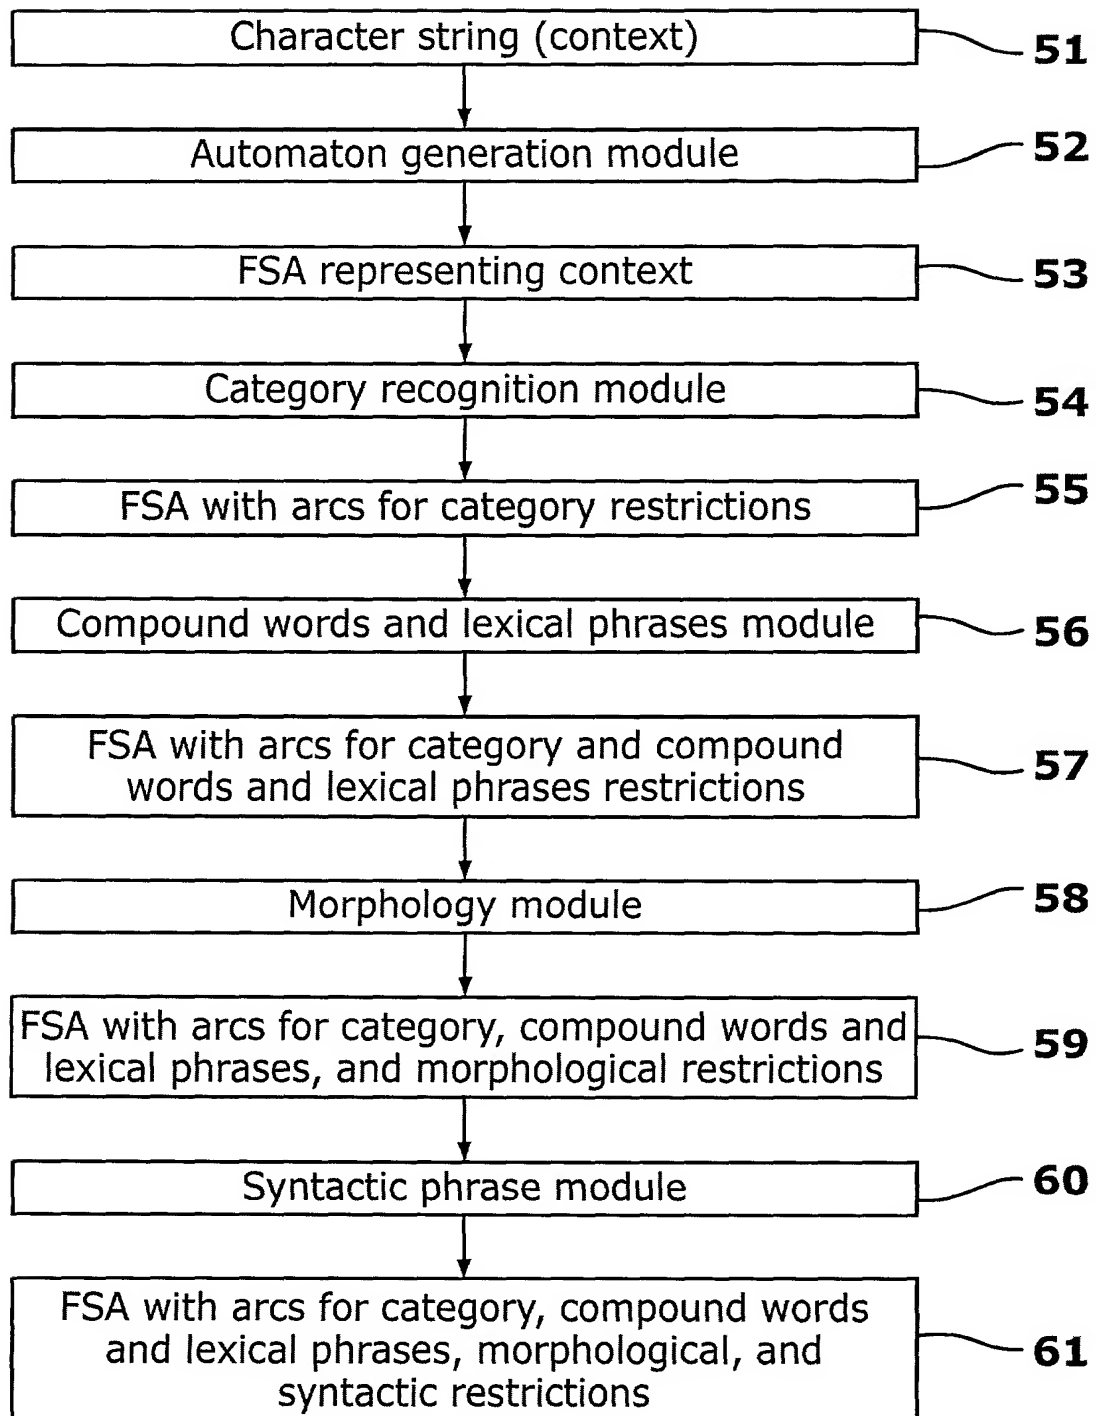 Character string (context)
51
Automaton generation module
52
FSA representing context
53
Category recognition module
54
FSA with arcs for category restrictions
55
Compound words and lexical phrases module
56
FSA with arcs for category and compound
words and lexical phrases restrictions
57
Morphology module
58
FSA with arcs for category, compound words and
lexical phrases, and morphological restrictions
59
Syntactic phrase module
60
FSA with arcs for category, compound words
and lexical phrases, morphological, and
syntactic restrictions
61